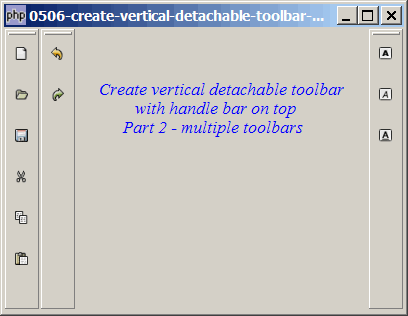 php 0506-create-vertical-detachable-toolbar-...
Create vertical detachable toolbar
with handle bar on top
Part 2 - multiple toolbars
A
A
A